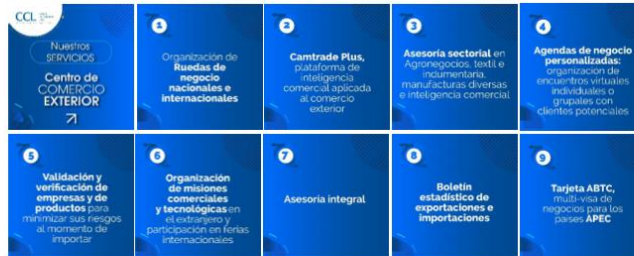 CCL
Nuestros
SERVICIOS
Centro de
COMERCIO
EXTERIOR
1
Organización de
Ruedas de
negocio
nacionales e
internacionales
2
Camtrade Plus,
plataforma de
inteligencia
comercial aplicada
al comercio
exterior
3
Asesoría sectorial en
Agronegocios, textil e
indumentaria,
manufacturas diversas
e inteligencia comercial
4
Agendas de negocio
personalizadas:
organización de
encuentros virtuales
individuales o
grupales con
clientes potenciales
5
Validación y
verificación de
empresas y de
productos para
minimizar sus riesgos
al momento de
importar
6
Organización
de misiones
comerciales
y tecnológicas en
el extranjero y
participación en ferias
internacionales
7
Asesoría integral
8
Boletín
estadístico de
exportaciones e
importaciones
9
Tarjeta ABTC,
multi-visa de
negocios para los
países APEC